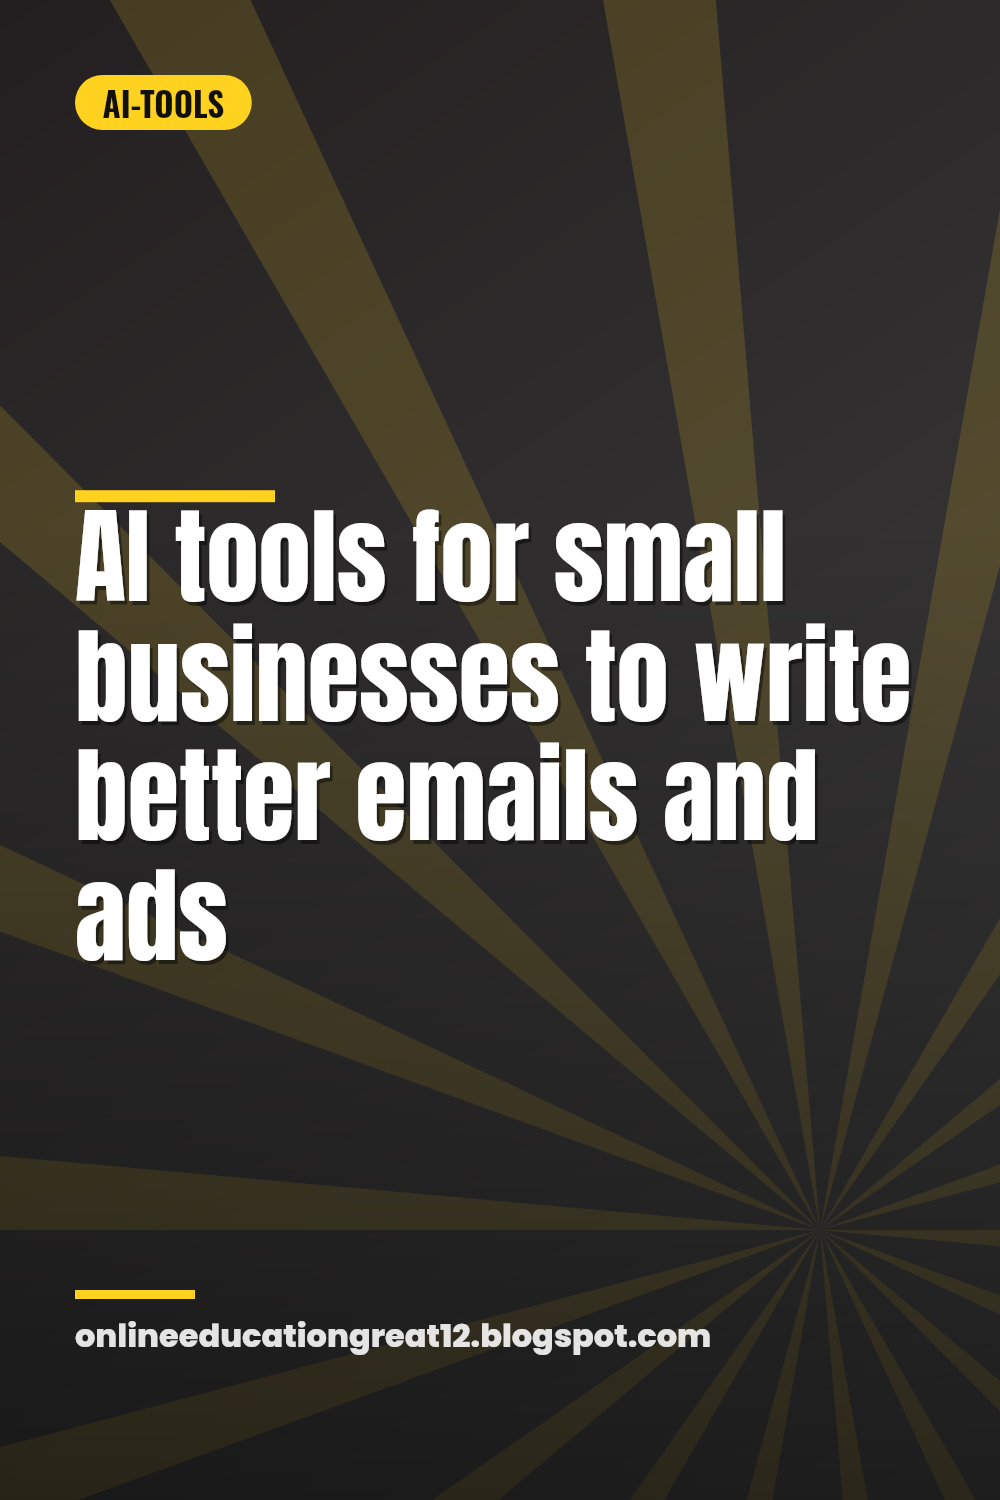 AI-TOOLS
AI tools for small
businesses to write
better emails and
ads
onlineeducationgreat12.blogspot.com